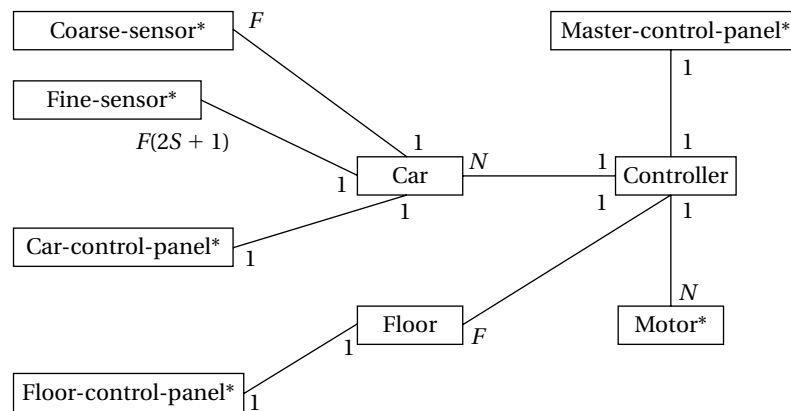 Coarse-sensor*
F
Master-control-panel*
1
Fine-sensor*
F(2S + 1)
1
1
N
1
1
Car
Controller
1
1
1
Car-control-panel*
1
N
Floor
F
Motor*
1
Floor-control-panel*
1